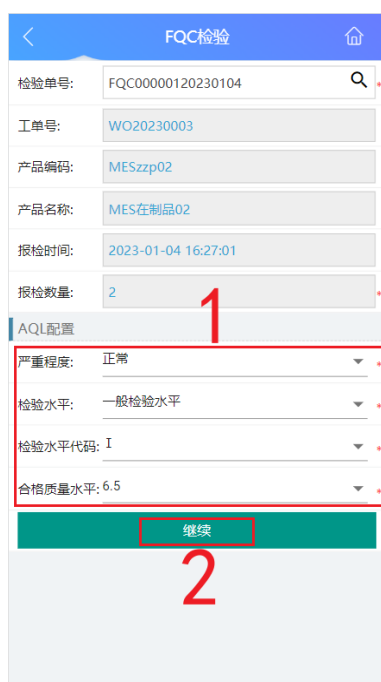 FQC检验
检验单号: FQC00000120230104 *
工单号: WO20230003
产品编码: MESzzp02
产品名称: MES在制品02
报检时间: 2023-01-04 16:27:01
报检数量: 2 *
1
AQL配置
严重程度: 正常 *
检验水平: 一般检验水平 *
检验水平代码: I *
合格质量水平: 6.5 *
继续
2